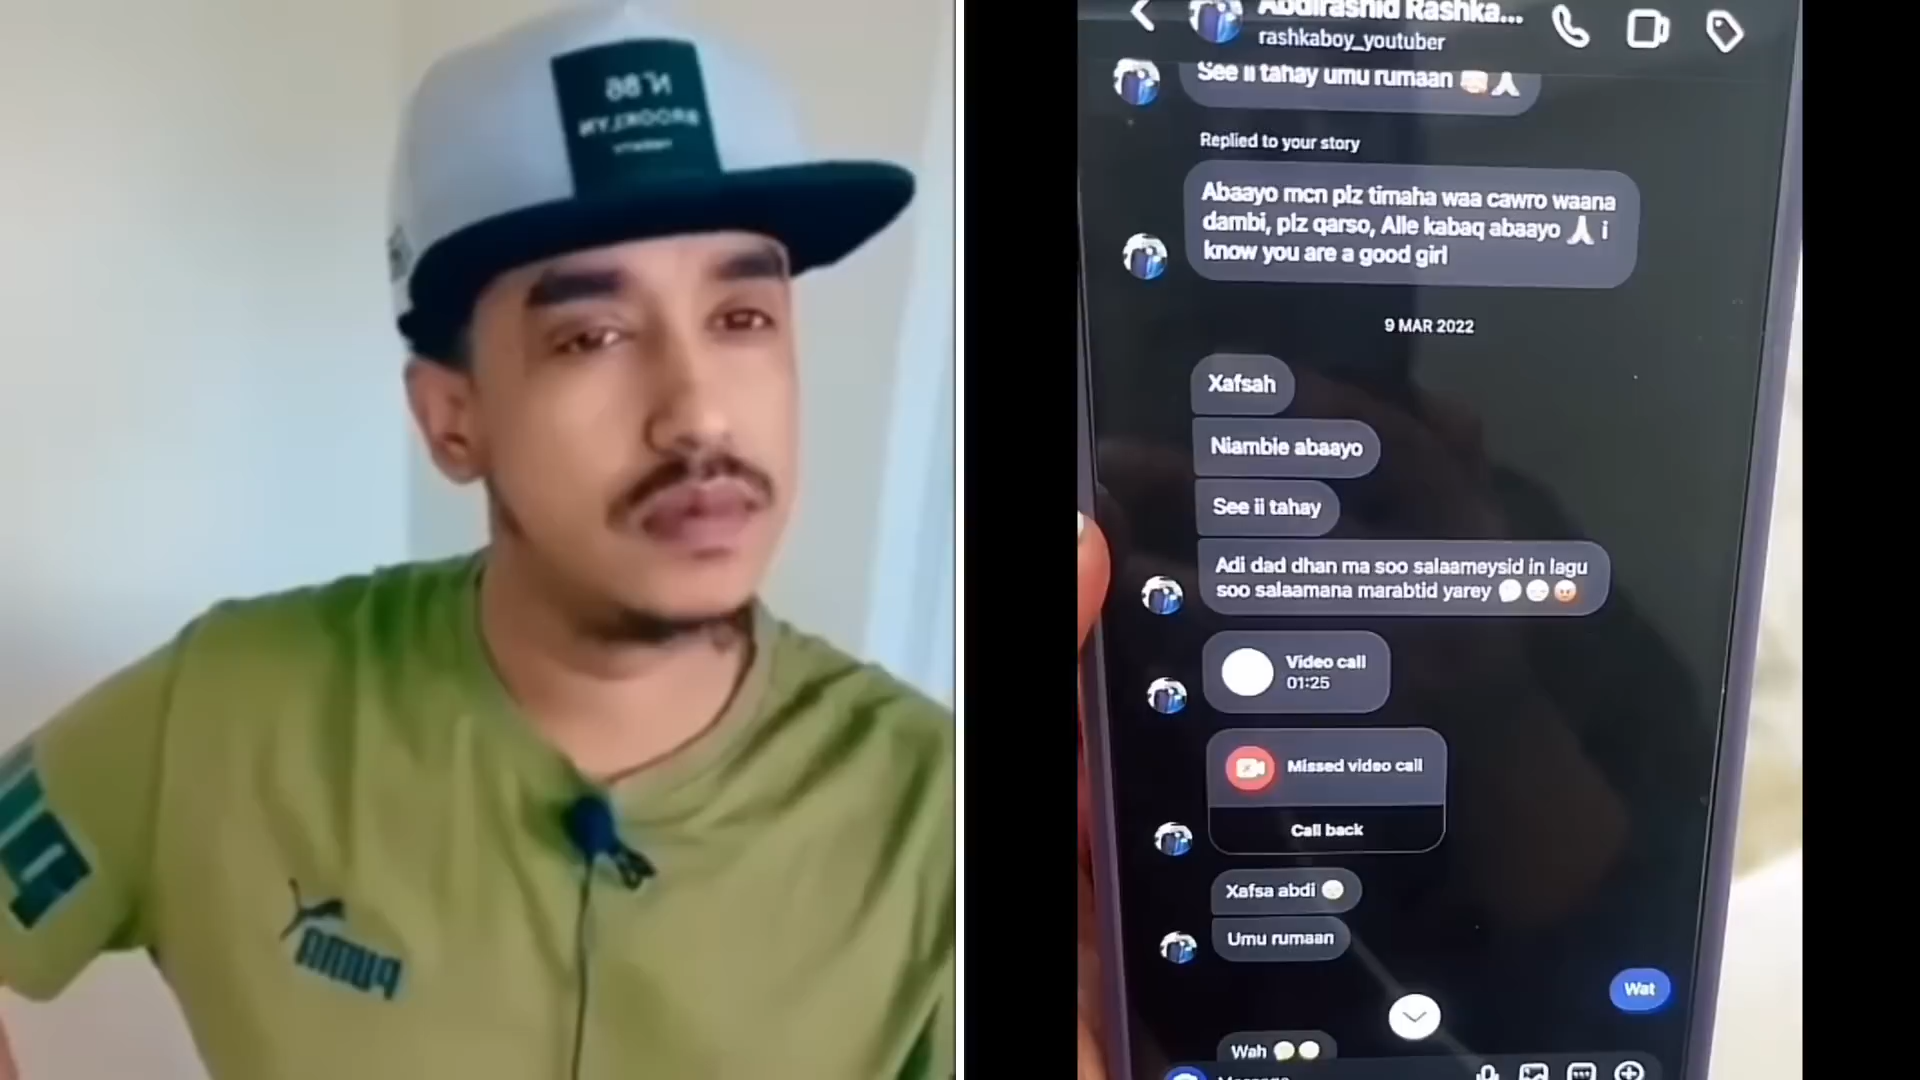 N°86
BROOKLYN
PUMA
Abdirashid Rashka...
rashkaboy_youtuber
See ii tahay umu rumaan
Replied to your story
Abaayo mcn plz timaha waa cawro waana
dambi, plz qarso, Alle kabaq abaayo 🙏 i
know you are a good girl
9 MAR 2022
Xafsah
Niambie abaayo
See ii tahay
Adi dad dhan ma soo salaameysid in lagu
soo salaamana marabtid yarey
Video call
01:25
Missed video call
Call back
Xafsa abdi
Umu rumaan
Wat
Wah
Message...